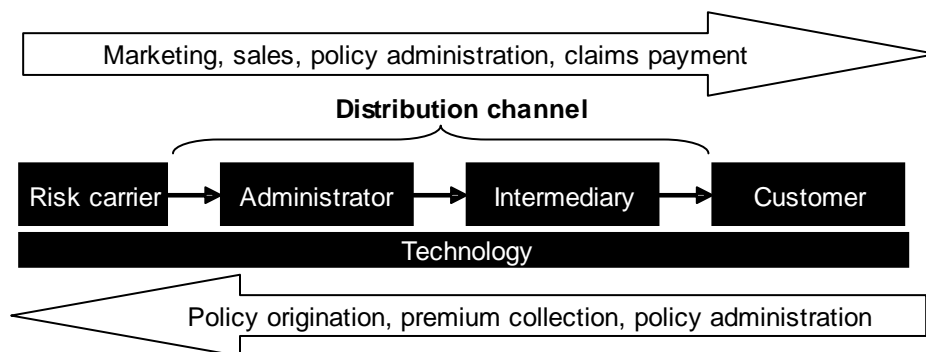 Marketing, sales, policy administration, claims payment
Distribution channel
Risk carrier
Administrator
Intermediary
Customer
Technology
Policy origination, premium collection, policy administration